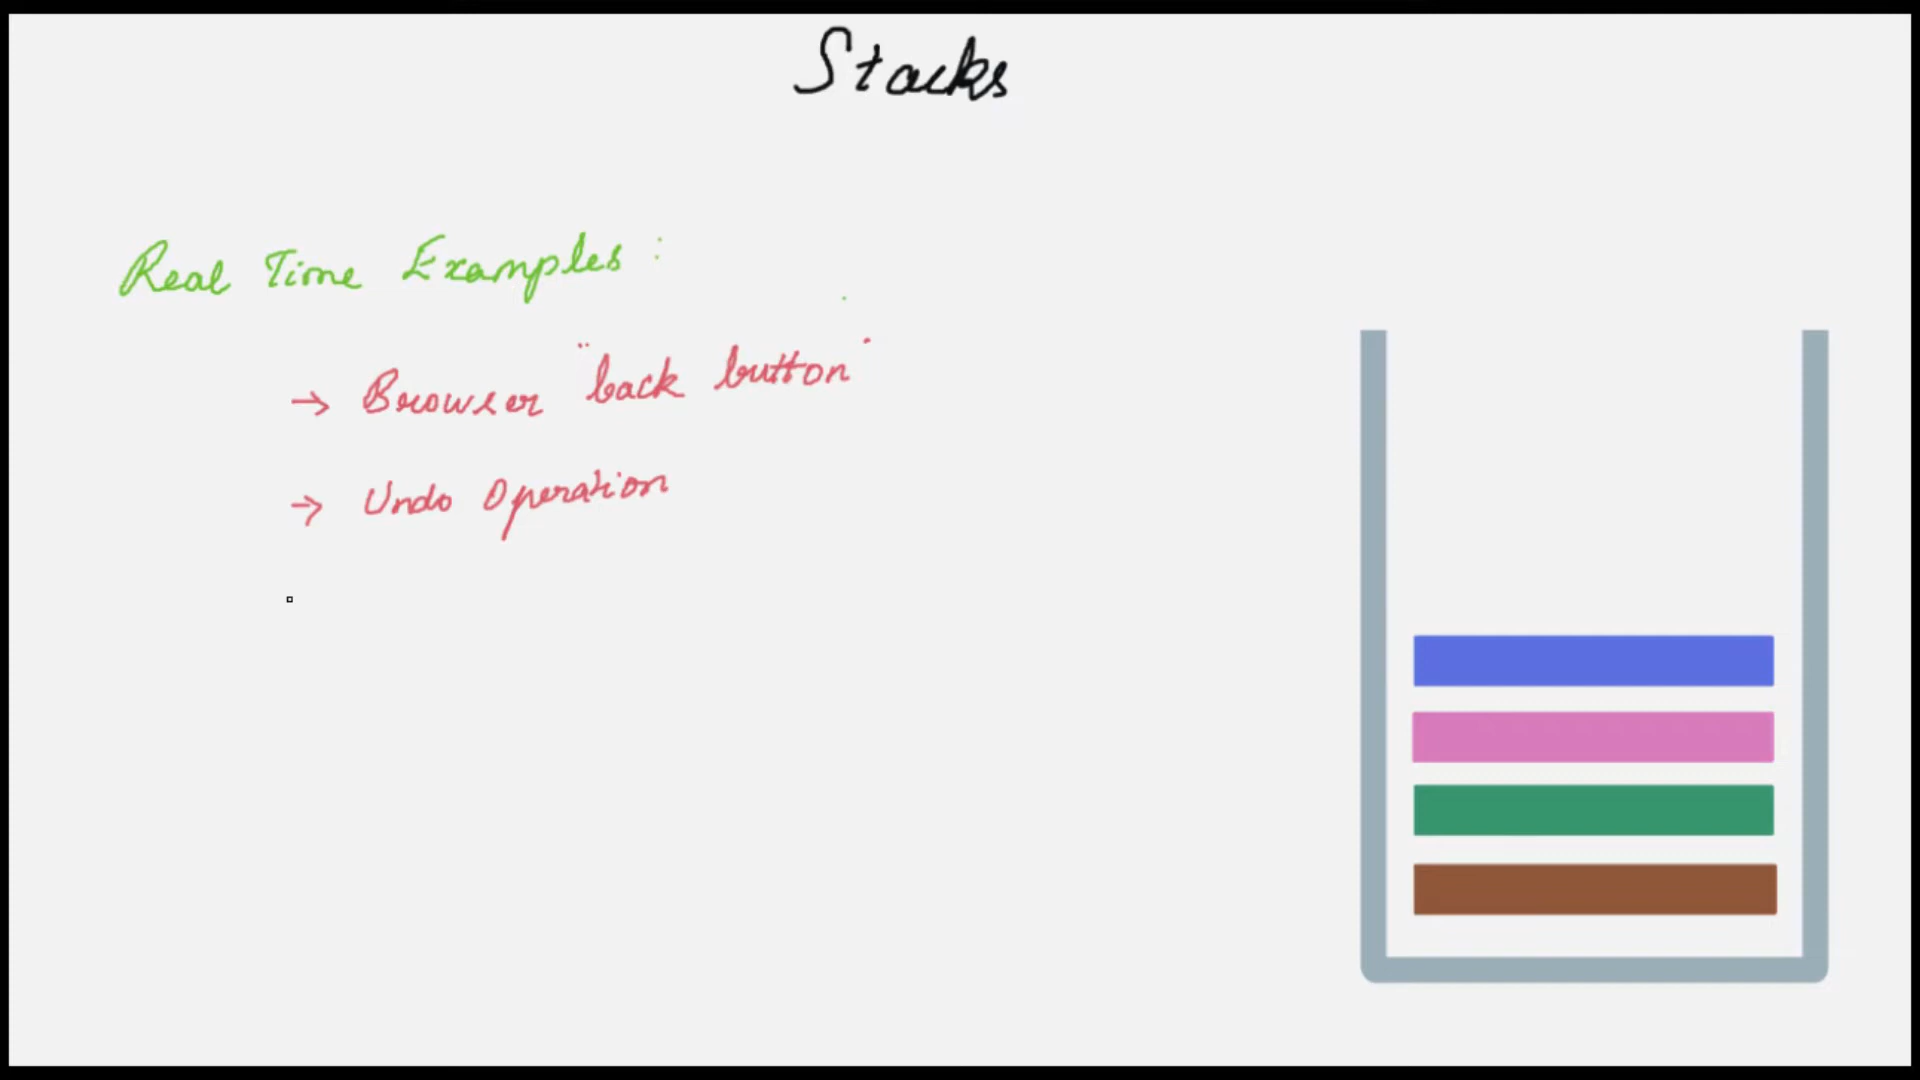 Stacks
Real Time Examples :
→ Browser "back button"
→ Undo Operation